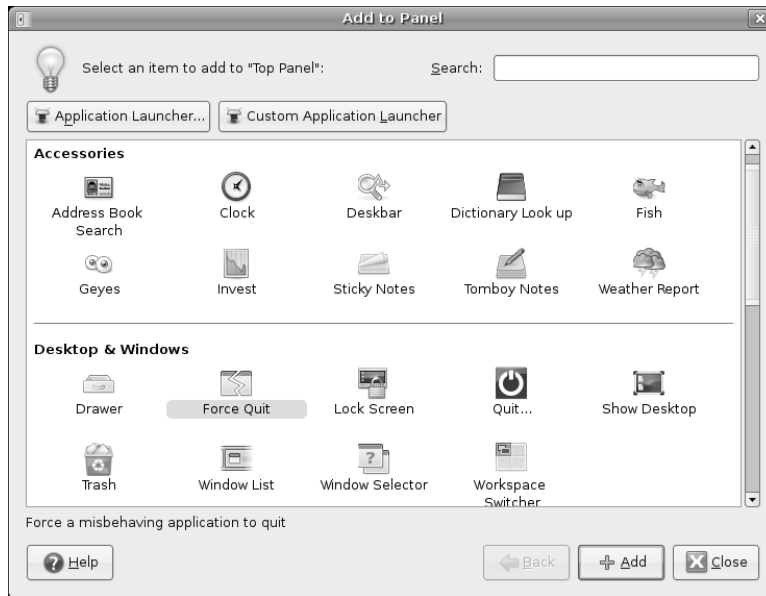 Add to Panel
Select an item to add to "Top Panel":
Search:
Application Launcher...
Custom Application Launcher
Accessories
Address Book Search
Clock
Deskbar
Dictionary Look up
Fish
Geyes
Invest
Sticky Notes
Tomboy Notes
Weather Report
Desktop & Windows
Drawer
Force Quit
Lock Screen
Quit...
Show Desktop
Trash
Window List
Window Selector
Workspace Switcher
Force a misbehaving application to quit
Help
Back
Add
Close